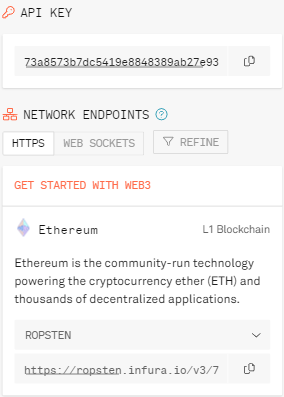 API KEY
73a8573b7dc5419e8848389ab27e93
NETWORK ENDPOINTS ?
HTTPS WEB SOCKETS REFINE
GET STARTED WITH WEB3
Ethereum L1 Blockchain
Ethereum is the community-run technology
powering the cryptocurrency ether (ETH) and
thousands of decentralized applications.
ROPSTEN
https://ropsten.infura.io/v3/7